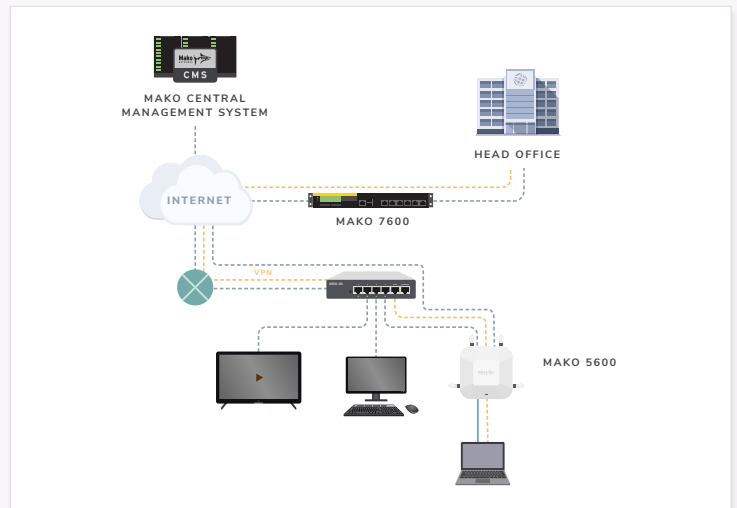 Mako
CMS
MAKO CENTRAL
MANAGEMENT SYSTEM
HEAD OFFICE
INTERNET
MAKO 7600
VPN
MAKO 5600